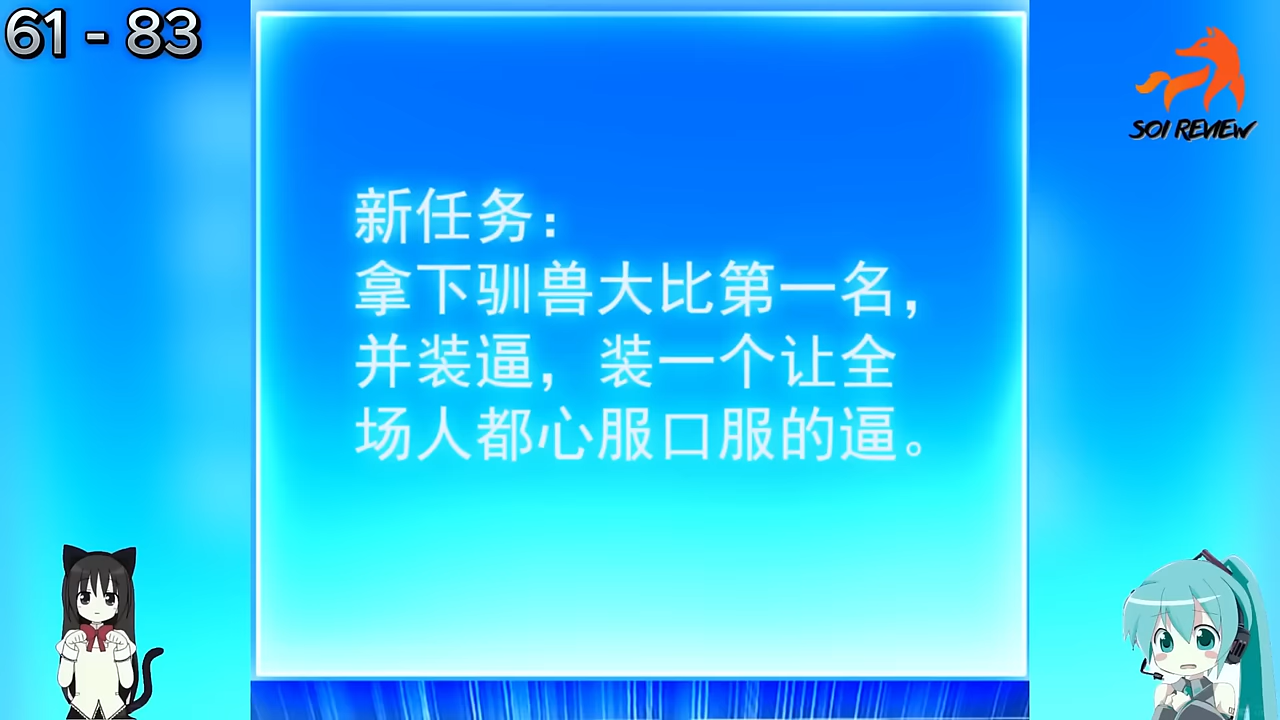 61 - 83
SOI REVIEW
新任务：
拿下驯兽大比第一名，
并装逼，装一个让全
场人都心服口服的逼。